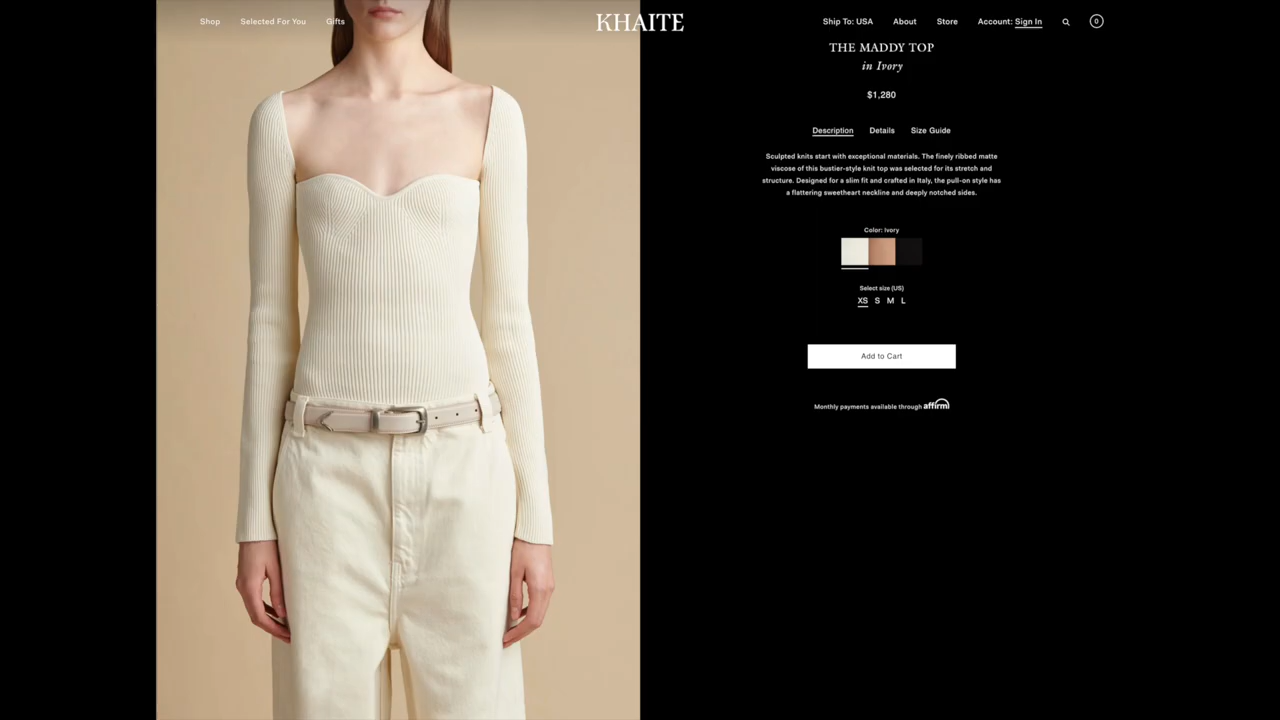 Shop Selected For You Gifts
KHAITE
Ship To: USA About Store Account: Sign In 0
THE MADDY TOP
in Ivory
$1,280
Description Details Size Guide
Sculpted knits start with exceptional materials. The finely ribbed matte
viscose of this bustier-style knit top was selected for its stretch and
structure. Designed for a slim fit and crafted in Italy, the pull-on style has
a flattering sweetheart neckline and deeply notched sides.
Color: Ivory
Select size (US)
XS S M L
Add to Cart
Monthly payments available through affirm